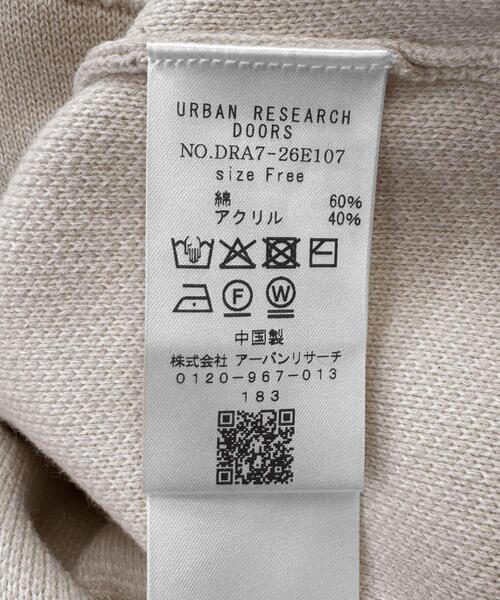 URBAN RESEARCH
DOORS
NO.DRA7-26E107
size Free
綿 60%
アクリル 40%
F W
中国製
株式会社 アーバンリサーチ
0120-967-013
183